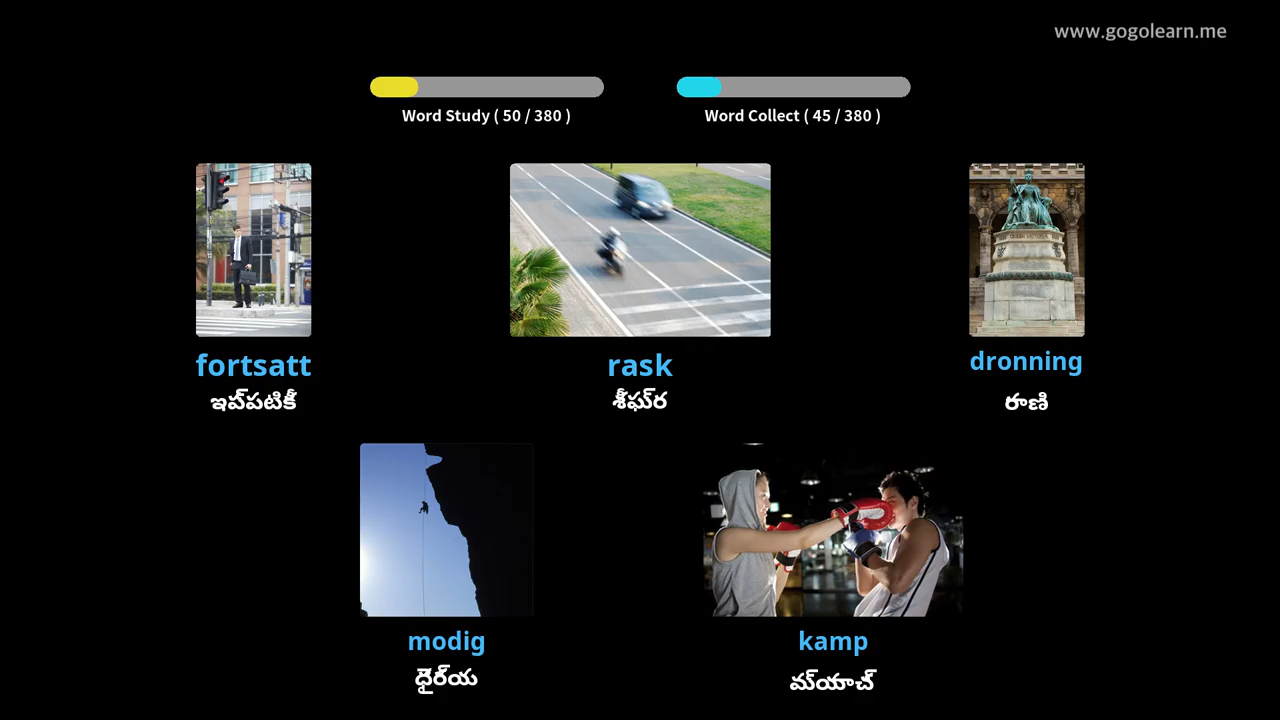 www.gogolearn.me
Word Study ( 50 / 380 )
Word Collect ( 45 / 380 )
fortsatt
rask
dronning
ఇప్పటికీ
శీఘ్ర
రాణి
modig
kamp
ధైర్య
మ్యాచ్